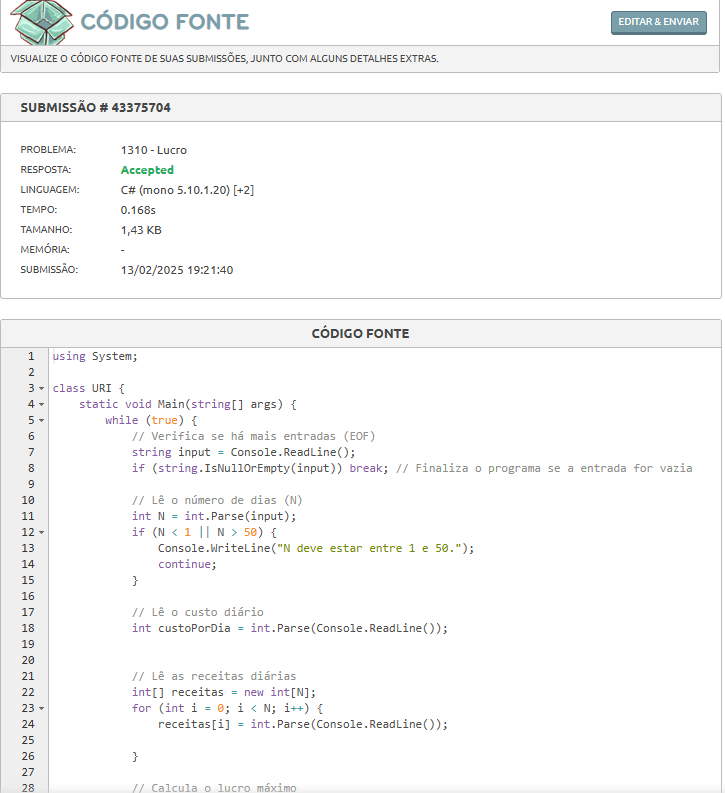 CÓDIGO FONTE
EDITAR & ENVIAR
VISUALIZE O CÓDIGO FONTE DE SUAS SUBMISSÕES, JUNTO COM ALGUNS DETALHES EXTRAS.
SUBMISSÃO # 43375704
PROBLEMA: 1310 - Lucro
RESPOSTA: Accepted
LINGUAGEM: C# (mono 5.10.1.20) [+2]
TEMPO: 0.168s
TAMANHO: 1,43 KB
MEMÓRIA: -
SUBMISSÃO: 13/02/2025 19:21:40
CÓDIGO FONTE
1 using System;
2
3 class URI {
4     static void Main(string[] args) {
5         while (true) {
6             // Verifica se há mais entradas (EOF)
7             string input = Console.ReadLine();
8             if (string.IsNullOrEmpty(input)) break; // Finaliza o programa se a entrada for vazia
9
10             // Lê o número de dias (N)
11             int N = int.Parse(input);
12             if (N < 1 || N > 50) {
13                 Console.WriteLine("N deve estar entre 1 e 50.");
14                 continue;
15             }
16
17             // Lê o custo diário
18             int custoPorDia = int.Parse(Console.ReadLine());
19
20
21             // Lê as receitas diárias
22             int[] receitas = new int[N];
23             for (int i = 0; i < N; i++) {
24                 receitas[i] = int.Parse(Console.ReadLine());
25
26             }
27
28             // Calcula o lucro máximo